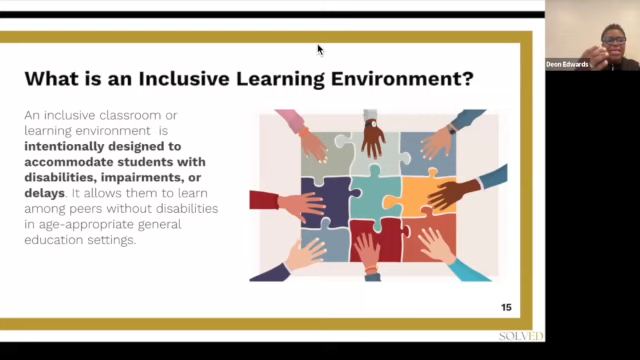 What is an Inclusive Learning Environment?
An inclusive classroom or
learning environment is
intentionally designed to
accommodate students with
disabilities, impairments, or
delays. It allows them to learn
among peers without disabilities
in age-appropriate general
education settings.
15
SOLVED
Deon Edwards